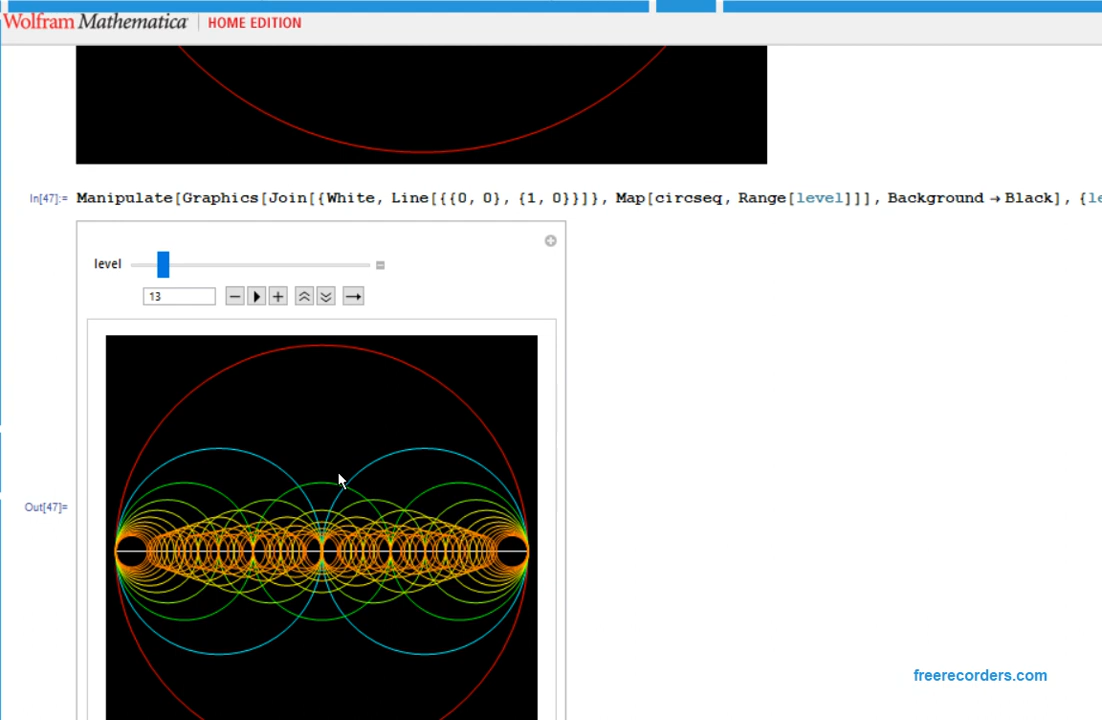 Wolfram Mathematica | HOME EDITION
In[47]:= Manipulate[Graphics[Join[{White, Line[{{0, 0}, {1, 0}}]}, Map[circseq, Range[level]]], Background → Black], {le
level
13
Out[47]=
freerecorders.com